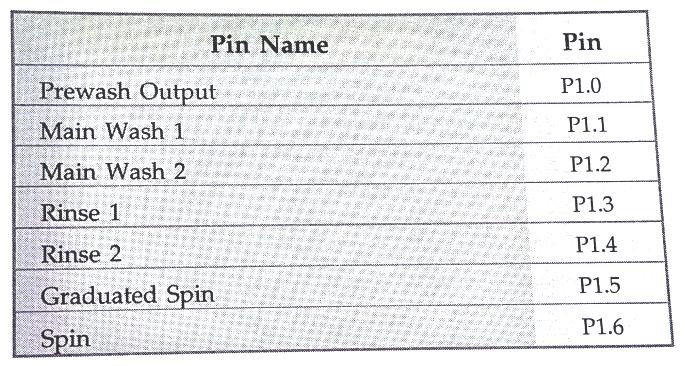 Pin Name Pin
Prewash Output P1.0
Main Wash 1 P1.1
Main Wash 2 P1.2
Rinse 1 P1.3
Rinse 2 P1.4
Graduated Spin P1.5
Spin P1.6